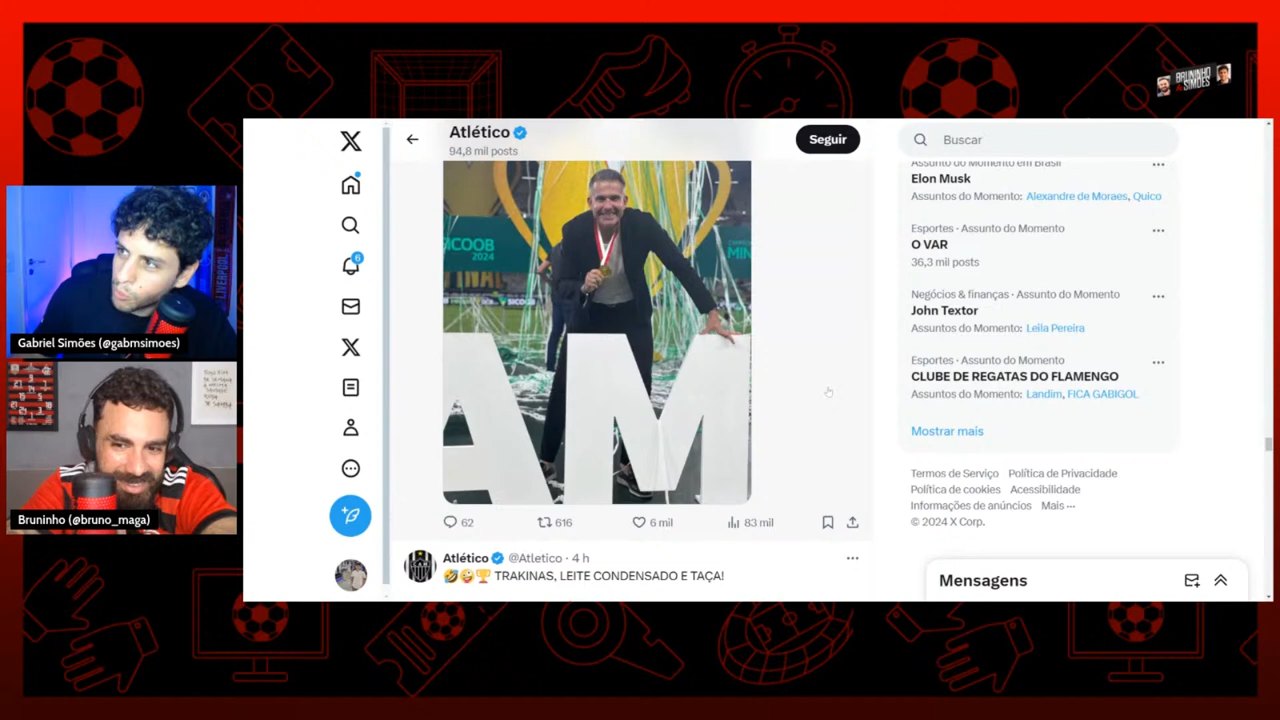 BRUNINHO
SIMÕES
Atlético
94,8 mil posts
Seguir
Buscar
Assunto do Momento em Brasil
Elon Musk
Assuntos do Momento: Alexandre de Moraes, Quico
Esportes · Assunto do Momento
O VAR
36,3 mil posts
Negócios & finanças · Assunto do Momento
John Textor
Assuntos do Momento: Leila Pereira
Esportes · Assunto do Momento
CLUBE DE REGATAS DO FLAMENGO
Assuntos do Momento: Landim, FICA GABIGOL
Mostrar mais
Termos de Serviço Política de Privacidade
Política de cookies Acessibilidade
Informações de anúncios Mais ···
© 2024 X Corp.
Mensagens
6
SICOOB
2024
FINAL
SICOOB
AM
62 616 6 mil 83 mil
Atlético @Atletico · 4 h
🤣🤪🏆 TRAKINAS, LEITE CONDENSADO E TAÇA!
LIVERPOOL
Gabriel Simões (@gabmsimoes)
Bruninho (@bruno_maga)